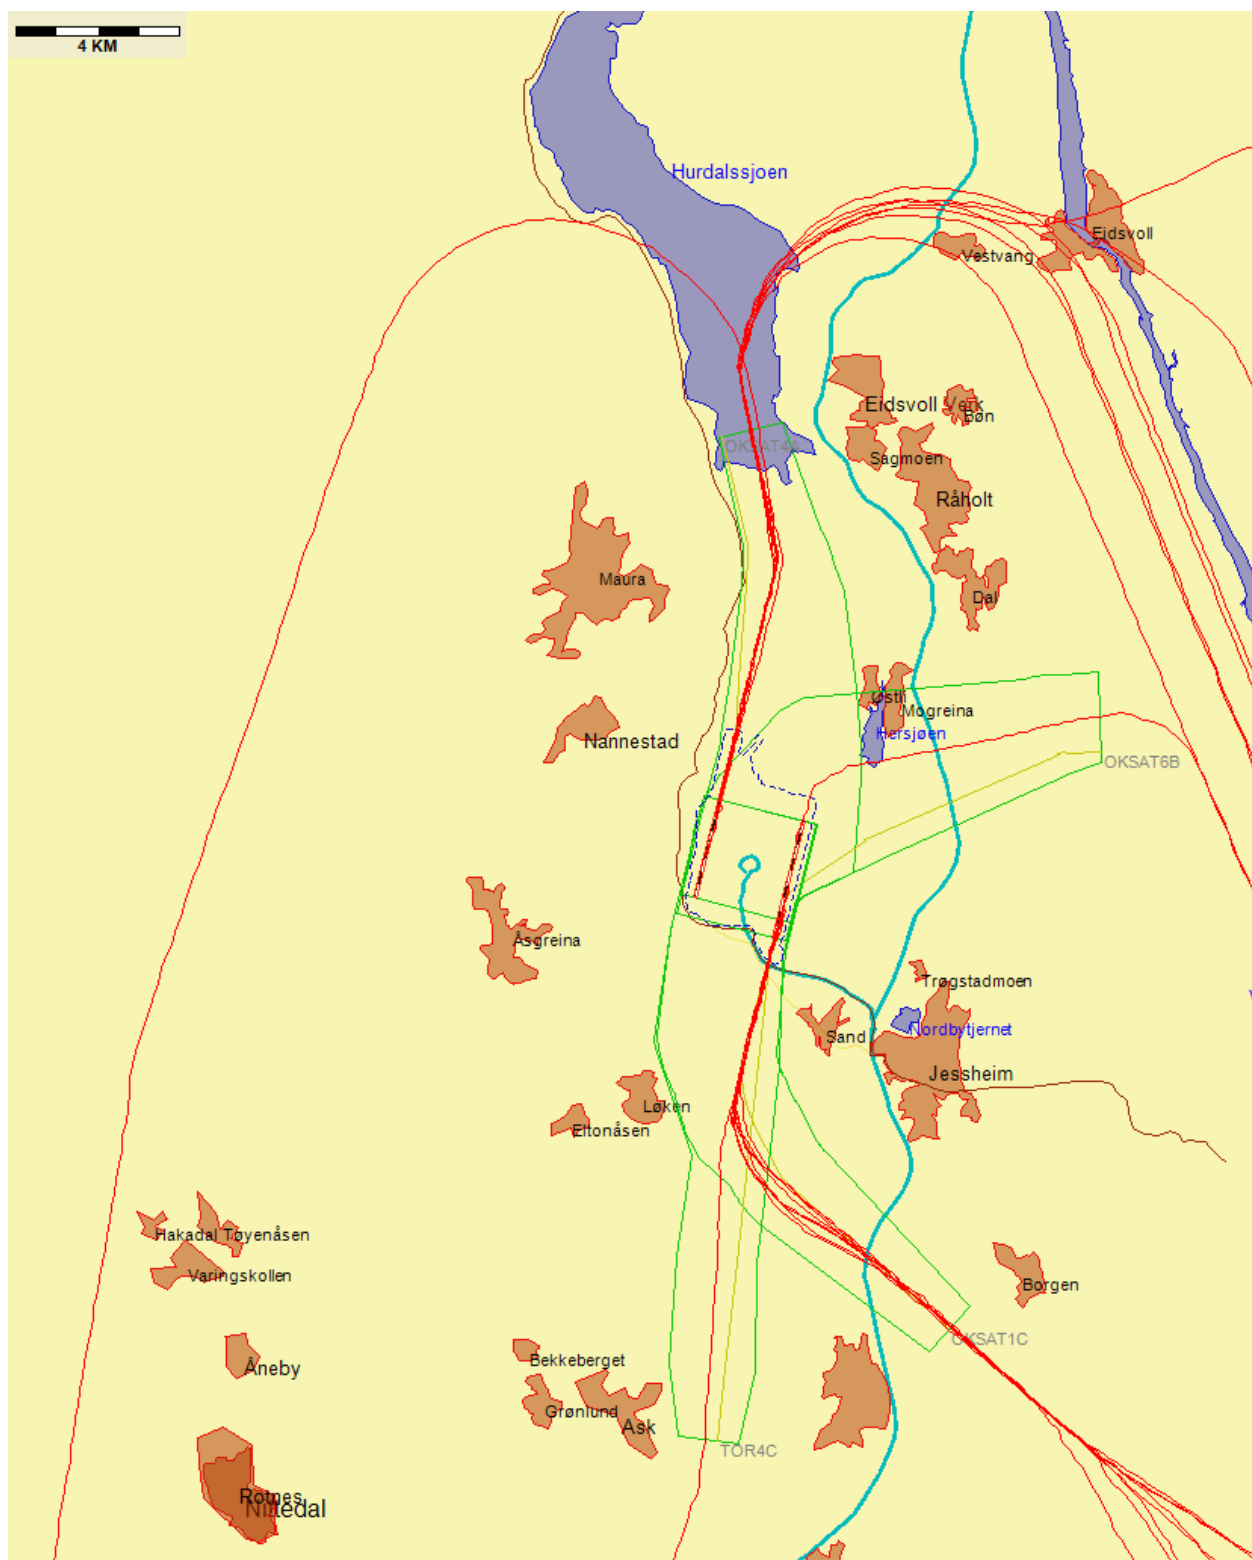 4 KM
Hurdalssjoen
Eidsvoll
Vestvang
Eidsvoll Verk
Bøn
OKSAT4A
Sagmoen
Råholt
Maura
Dal
Østli
Mogreina
Hersjøen
Nannestad
OKSAT6B
Åsgreina
Trøgstadmoen
Nordbytjernet
Sand
Jessheim
Løken
Eltonåsen
Hakadal Tøyenåsen
Varingskollen
Borgen
OKSAT1C
Bekkeberget
Åneby
Grønlund
Ask
TOR4C
Rotnes
Nittedal